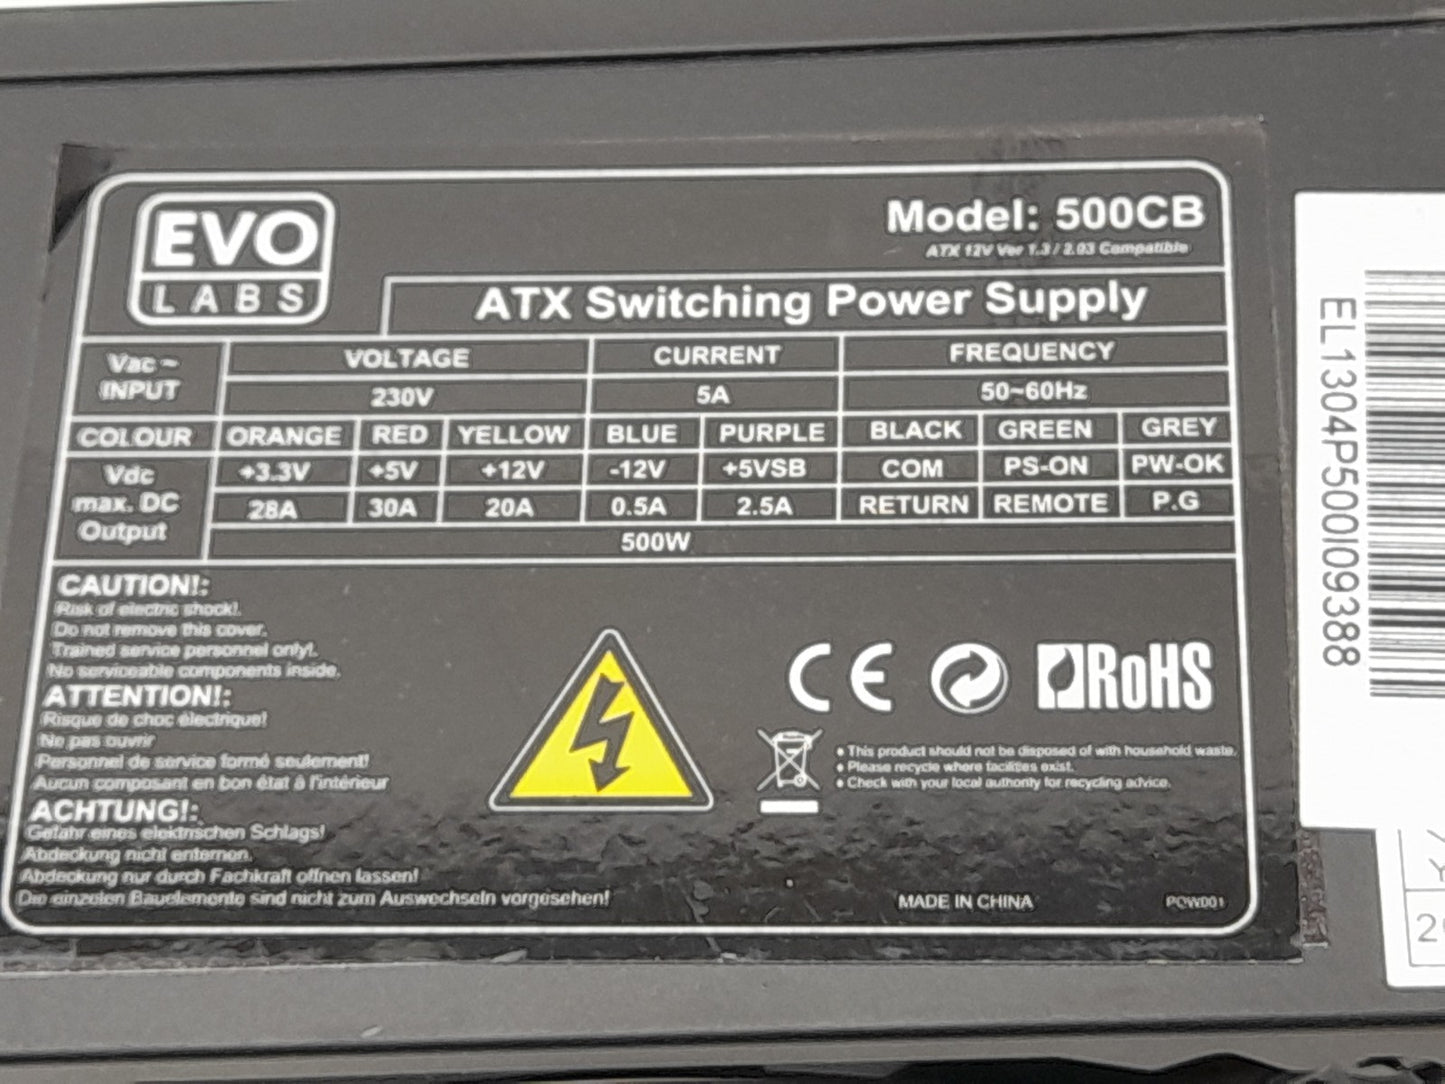 EVO
LABS
Model: 500CB
ATX 12V Ver 1.3 / 2.03 Compatible
ATX Switching Power Supply
Vac ~ INPUT VOLTAGE CURRENT FREQUENCY
230V 5A 50~60Hz
COLOUR ORANGE RED YELLOW BLUE PURPLE BLACK GREEN GREY
Vdc +3.3V +5V +12V -12V +5VSB COM PS-ON PW-OK
max. DC 28A 30A 20A 0.5A 2.5A RETURN REMOTE P.G
Output 500W
CAUTION!:
Risk of electric shock!.
Do not remove this cover.
Trained service personnel only!.
No serviceable components inside.
ATTENTION!:
Risque de choc électrique!
Ne pas ouvrir
Personnel de service formé seulement!
Aucun composant en bon état à l'intérieur
ACHTUNG!:
Gefahr eines elektrischen Schlags!
Abdeckung nicht enternen.
Abdeckung nur durch Fachkraft offnen lassen!
Die einzelen Bauelemente sind nicht zum Auswechseln vorgesehen!
CE
RoHS
• This product should not be disposed of with household waste.
• Please recycle where facilities exist.
• Check with your local authority for recycling advice.
MADE IN CHINA
POW001
EL1304P500I09388